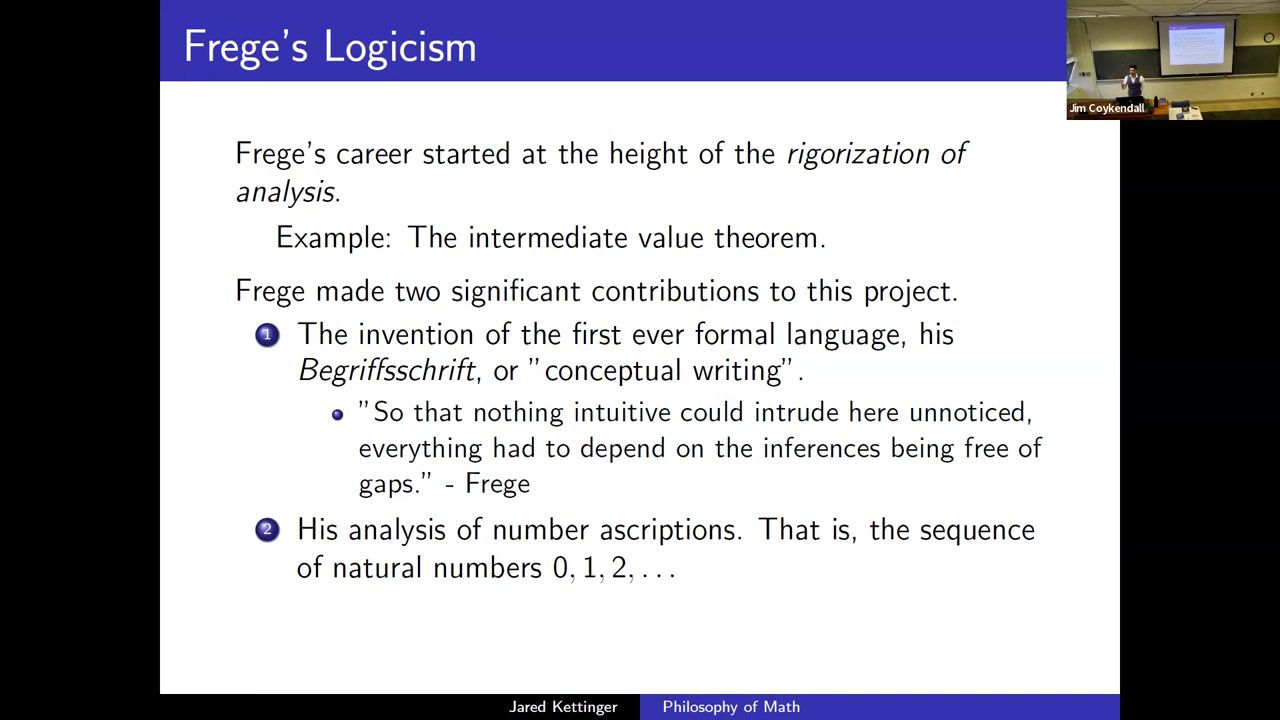 Frege's Logicism
Jim Coykendall
Frege's career started at the height of the rigorization of
analysis.
Example: The intermediate value theorem.
Frege made two significant contributions to this project.
1 The invention of the first ever formal language, his
Begriffsschrift, or ”conceptual writing”.
”So that nothing intuitive could intrude here unnoticed,
everything had to depend on the inferences being free of
gaps.” - Frege
2 His analysis of number ascriptions. That is, the sequence
of natural numbers 0, 1, 2, . . .
Jared Kettinger
Philosophy of Math